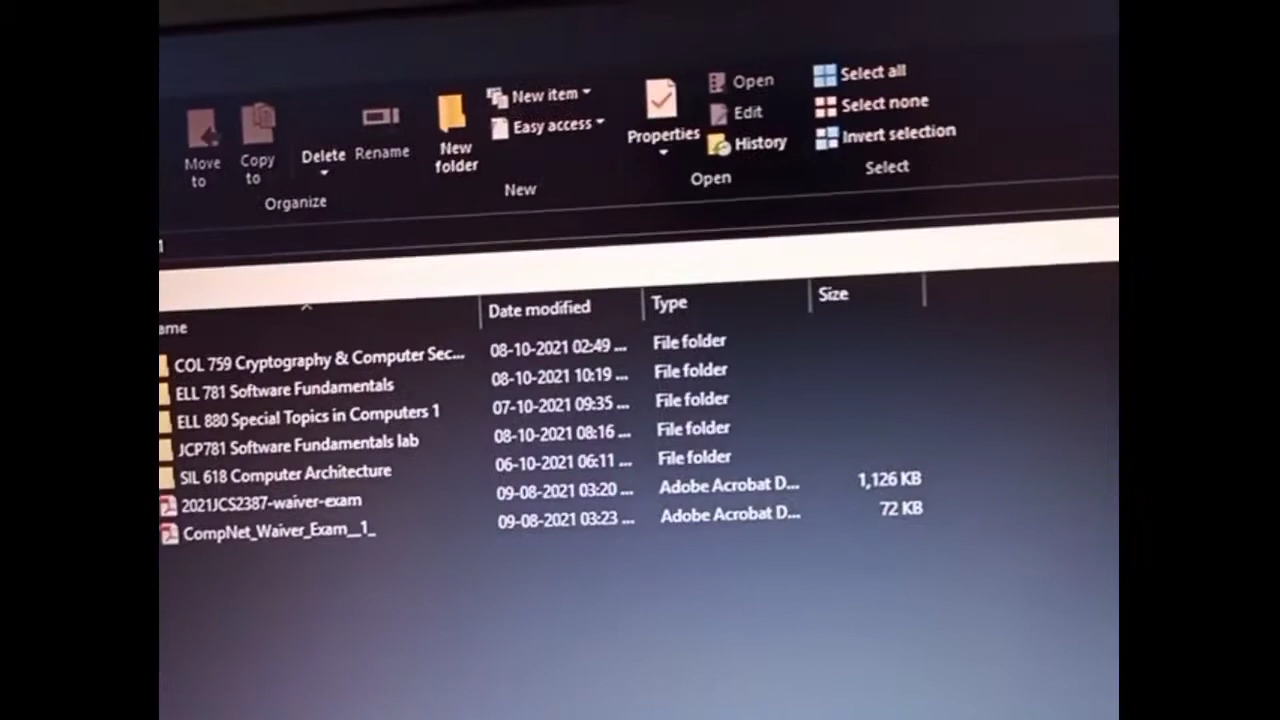 Move to
Copy to
Delete
Rename
Organize
New folder
New item
Easy access
New
Properties
Open
Edit
History
Open
Select all
Select none
Invert selection
Select
ame
Date modified
Type
Size
COL 759 Cryptography & Computer Sec... 08-10-2021 02:49 ... File folder
ELL 781 Software Fundamentals 08-10-2021 10:19 ... File folder
ELL 880 Special Topics in Computers 1 07-10-2021 09:35 ... File folder
JCP781 Software Fundamentals lab 08-10-2021 08:16 ... File folder
SIL 618 Computer Architecture 06-10-2021 06:11 ... File folder
2021JCS2387-waiver-exam 09-08-2021 03:20 ... Adobe Acrobat D... 1,126 KB
CompNet_Waiver_Exam__1_ 09-08-2021 03:23 ... Adobe Acrobat D... 72 KB